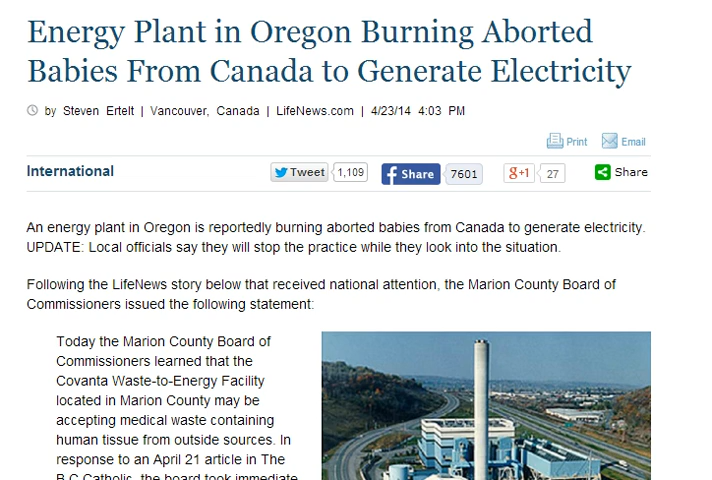 Energy Plant in Oregon Burning Aborted
Babies From Canada to Generate Electricity
by Steven Ertelt | Vancouver, Canada | LifeNews.com | 4/23/14 4:03 PM
Print Email
International Tweet 1,109 f Share 7601 g+1 27 Share
An energy plant in Oregon is reportedly burning aborted babies from Canada to generate electricity.
UPDATE: Local officials say they will stop the practice while they look into the situation.
Following the LifeNews story below that received national attention, the Marion County Board of
Commissioners issued the following statement:
Today the Marion County Board of
Commissioners learned that the
Covanta Waste-to-Energy Facility
located in Marion County may be
accepting medical waste containing
human tissue from outside sources. In
response to an April 21 article in The
B.C Catholic, the board took immediate